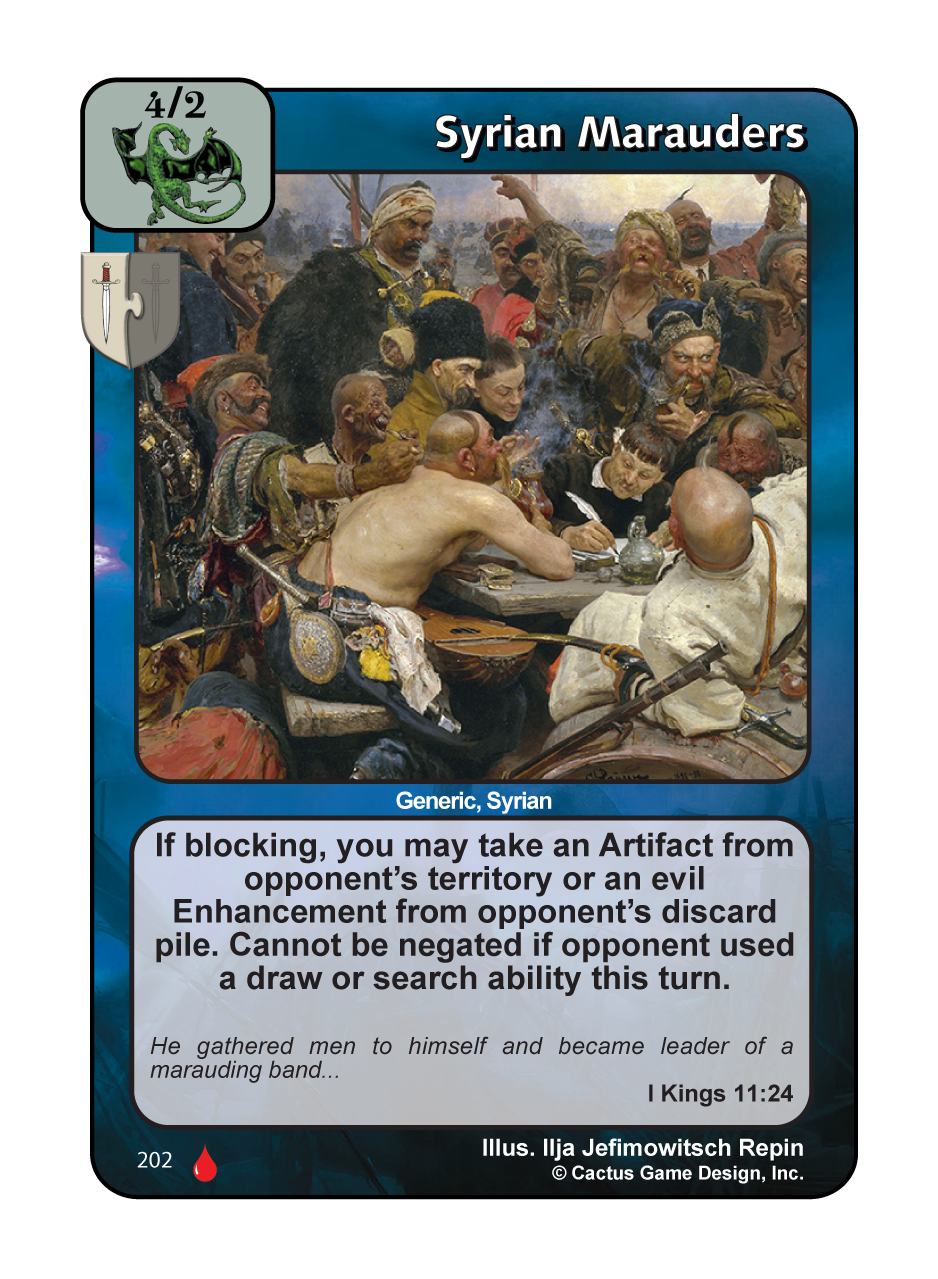 4/2
Syrian Marauders
Generic, Syrian
If blocking, you may take an Artifact from
opponent's territory or an evil
Enhancement from opponent's discard
pile. Cannot be negated if opponent used
a draw or search ability this turn.
He gathered men to himself and became leader of a
marauding band...
I Kings 11:24
202
Illus. Ilja Jefimowitsch Repin
© Cactus Game Design, Inc.